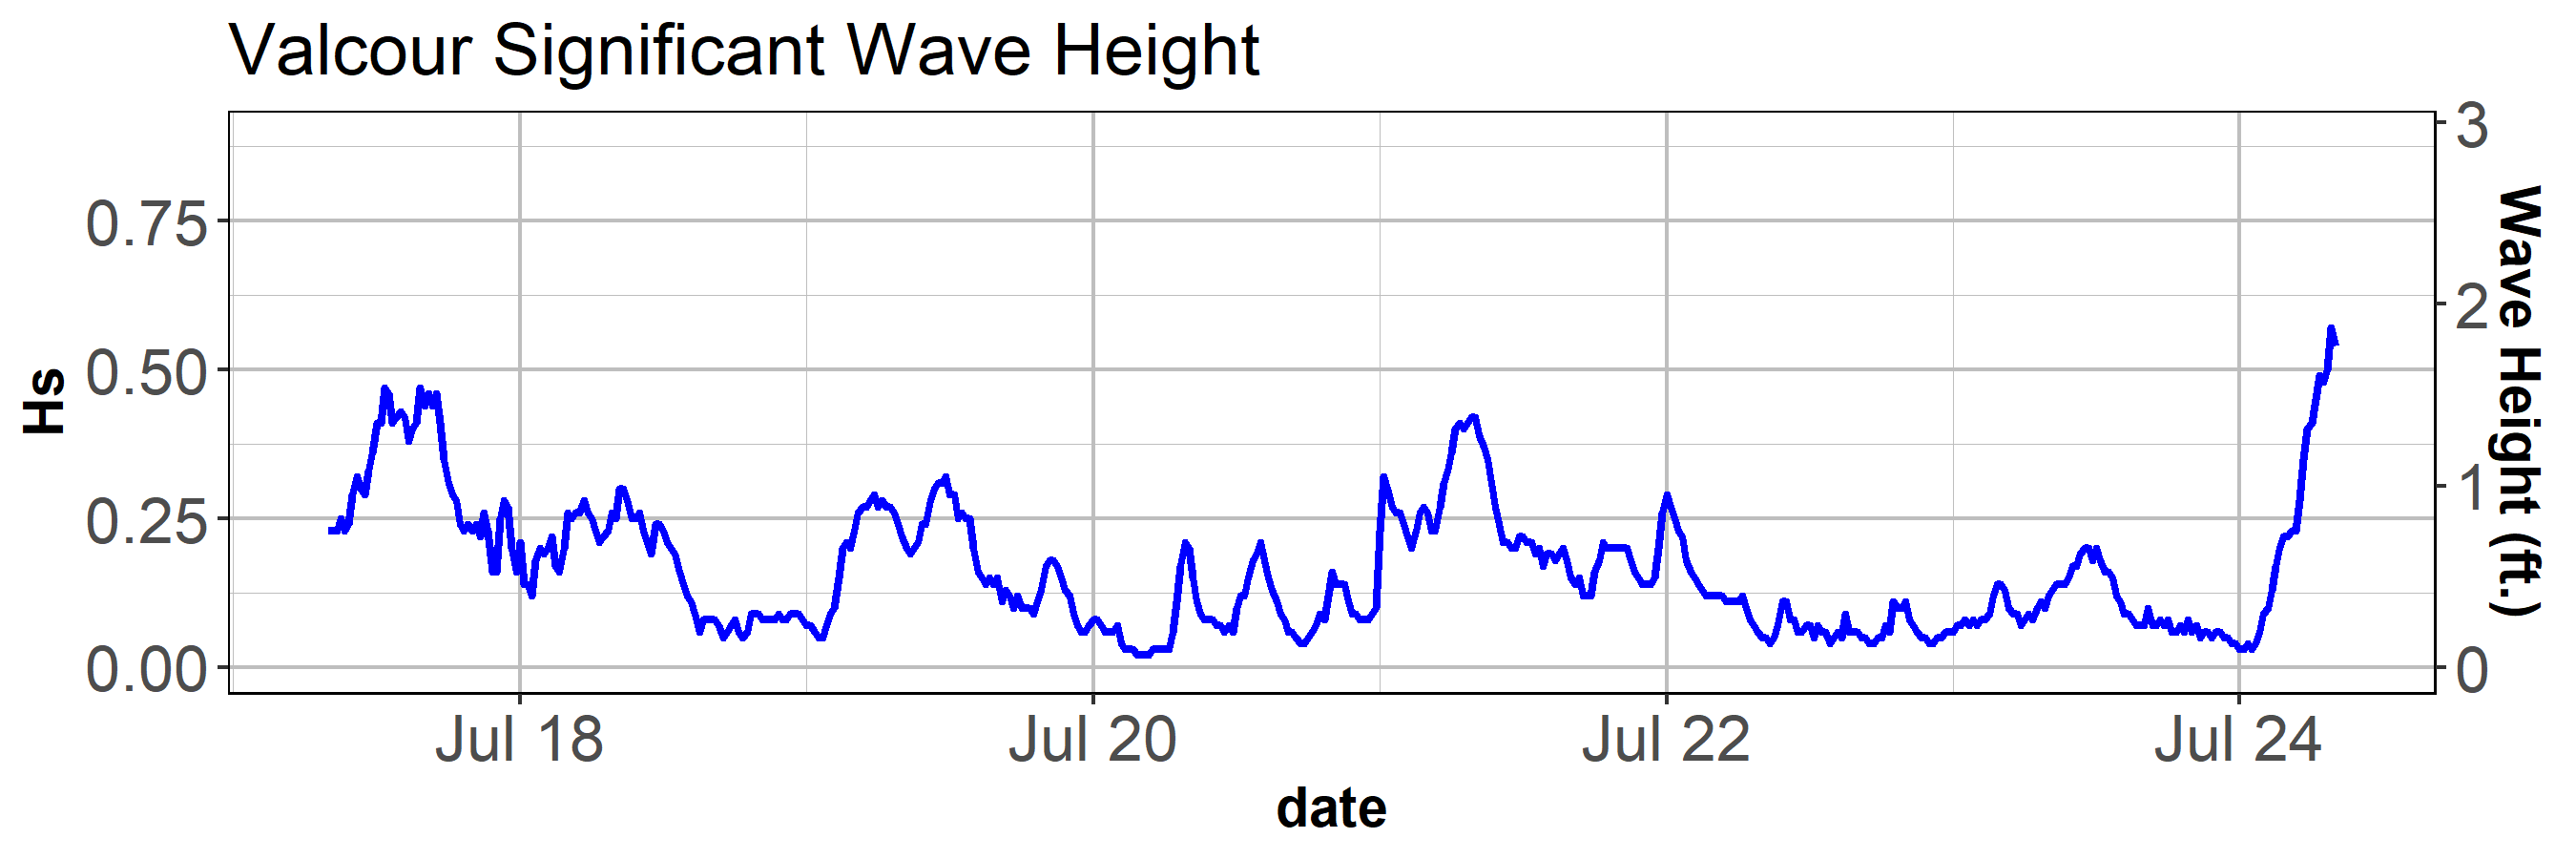 Valcour Significant Wave Height
Hs
0.75
0.50
0.25
0.00
3
2
1
0
Wave Height (ft.)
Jul 18
Jul 20
Jul 22
Jul 24
date